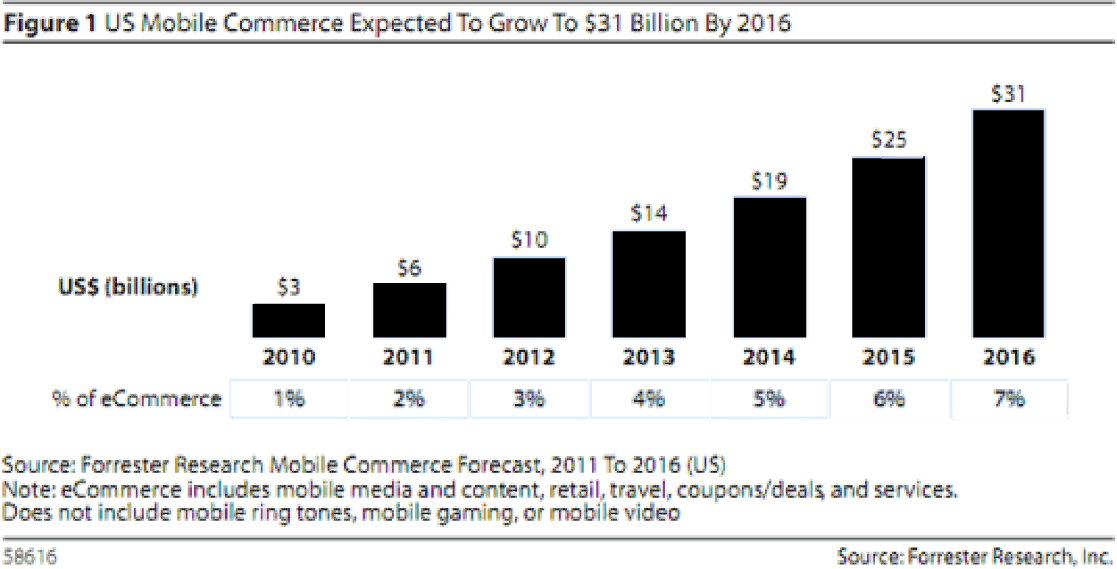 Figure 1 US Mobile Commerce Expected To Grow To $31 Billion By 2016
$31
$25
$19
$14
$10
$6
US$ (billions) $3
2010 2011 2012 2013 2014 2015 2016
% of eCommerce 1% 2% 3% 4% 5% 6% 7%
Source: Forrester Research Mobile Commerce Forecast, 2011 To 2016 (US)
Note: eCommerce includes mobile media and content, retail, travel, coupons/deals, and services.
Does not include mobile ring tones, mobile gaming, or mobile video
58616 Source: Forrester Research, Inc.